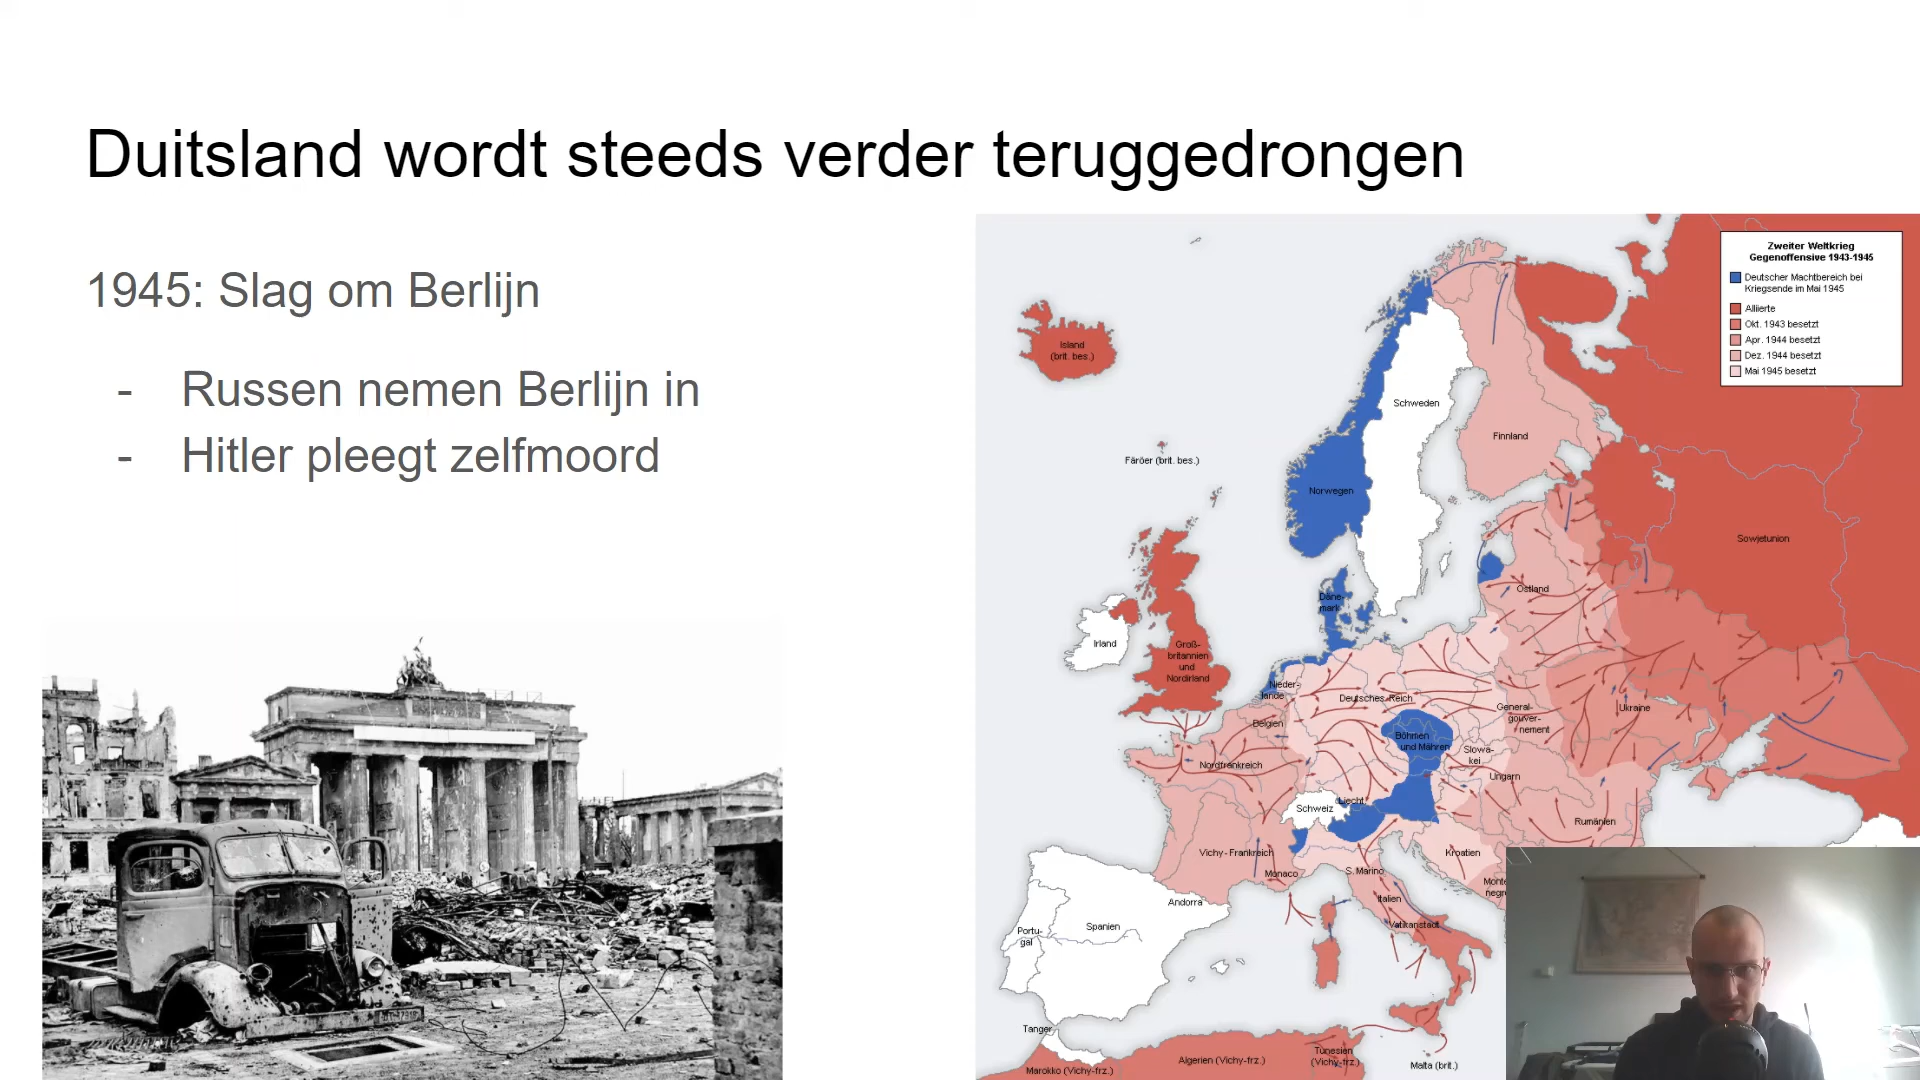 Duitsland wordt steeds verder teruggedrongen
1945: Slag om Berlijn
- Russen nemen Berlijn in
- Hitler pleegt zelfmoord
Zweiter Weltkrieg
Gegenoffensive 1943-1945
Deutscher Machtbereich bei
Kriegsende im Mai 1945
Alliierte
Okt. 1943 besetzt
Apr. 1944 besetzt
Dez. 1944 besetzt
Mai 1945 besetzt
Island
(brit. bes.)
Schweden
Finnland
Färöer (brit. bes.)
Norwegen
Sowjetunion
Däne-
mark
Ostland
Irland
Groß-
britannien
und
Nordirland
Nieder-
lande
Deutsches Reich
General-
gouver-
nement
Ukraine
Belgien
Böhmen
und Mähren
Slowa-
kei
Nordfrankreich
Ungarn
Schweiz
Liecht.
Rumänien
Vichy-Frankreich
Kroatien
Monaco
S. Marino
Monte
negr
Andorra
Italien
Vatikanstadt
Portu-
gal
Spanien
Tanger
Marokko (Vichy-frz.)
Algerien (Vichy-frz.)
Tunesien
(Vichy-frz.)
Malta (brit.)